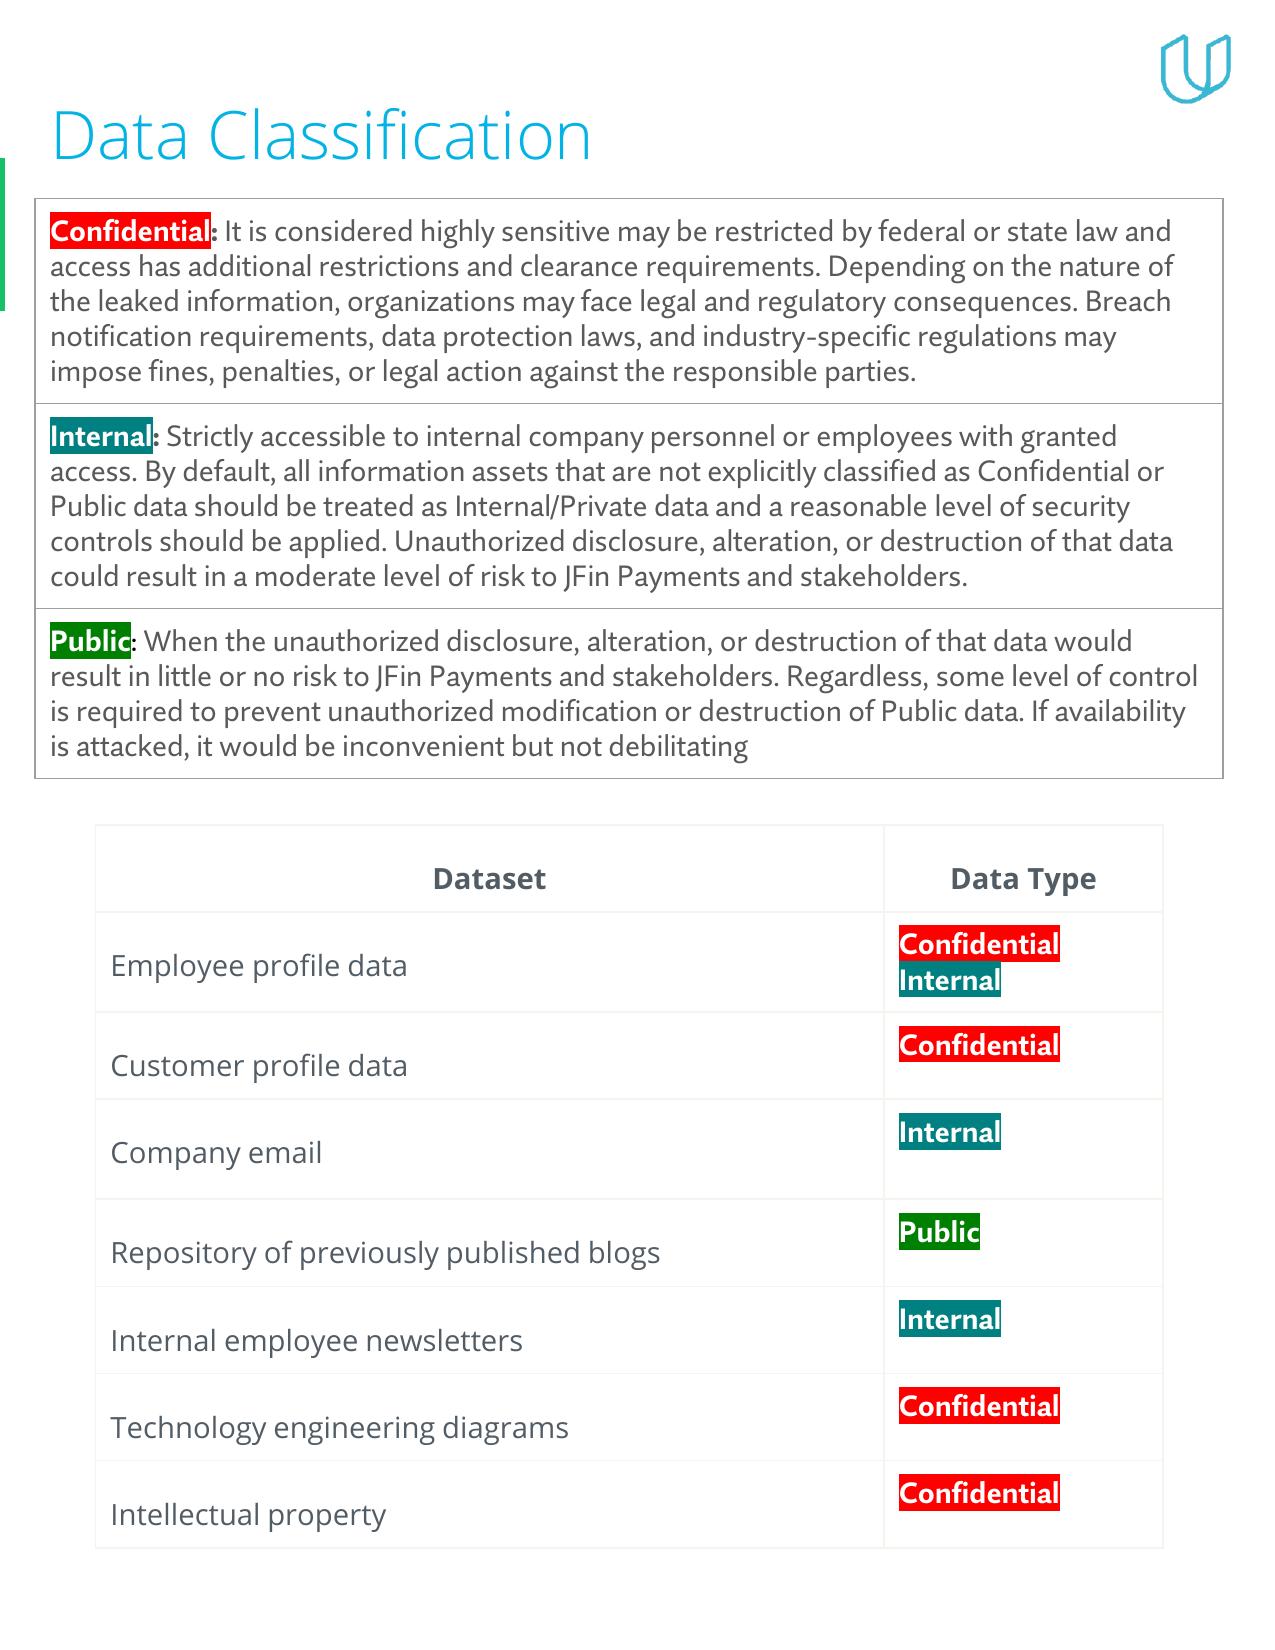 Data Classification
Confidential: It is considered highly sensitive may be restricted by federal or state law and
access has additional restrictions and clearance requirements. Depending on the nature of
the leaked information, organizations may face legal and regulatory consequences. Breach
notification requirements, data protection laws, and industry-specific regulations may
impose fines, penalties, or legal action against the responsible parties.
Internal: Strictly accessible to internal company personnel or employees with granted
access. By default, all information assets that are not explicitly classified as Confidential or
Public data should be treated as Internal/Private data and a reasonable level of security
controls should be applied. Unauthorized disclosure, alteration, or destruction of that data
could result in a moderate level of risk to JFin Payments and stakeholders.
Public: When the unauthorized disclosure, alteration, or destruction of that data would
result in little or no risk to JFin Payments and stakeholders. Regardless, some level of control
is required to prevent unauthorized modification or destruction of Public data. If availability
is attacked, it would be inconvenient but not debilitating
Dataset Data Type
Employee profile data Confidential
Internal
Customer profile data Confidential
Company email Internal
Repository of previously published blogs Public
Internal employee newsletters Internal
Technology engineering diagrams Confidential
Intellectual property Confidential